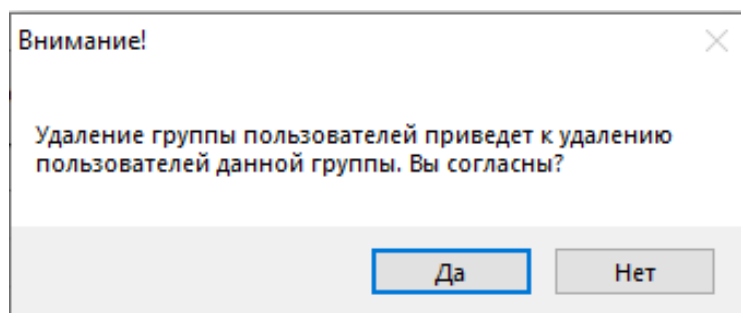 Внимание!
Удаление группы пользователей приведет к удалению
пользователей данной группы. Вы согласны?
Да
Нет